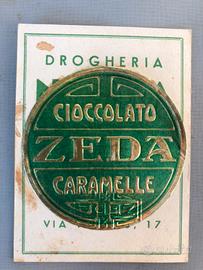 DROGHERIA
CIOCCOLATO
ZEDA
CARAMELLE
VIA
17